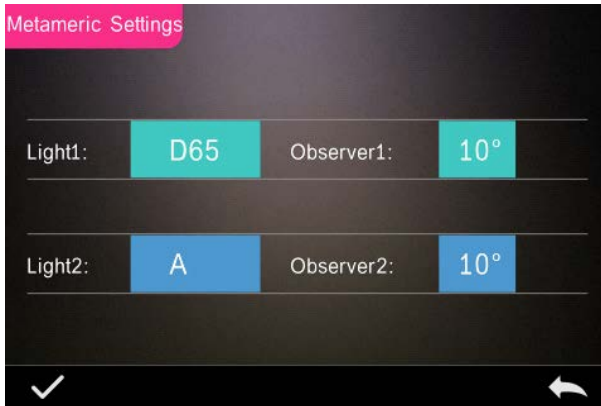 Metameric Settings
Light1: D65 Observer1: 10°
Light2: A Observer2: 10°